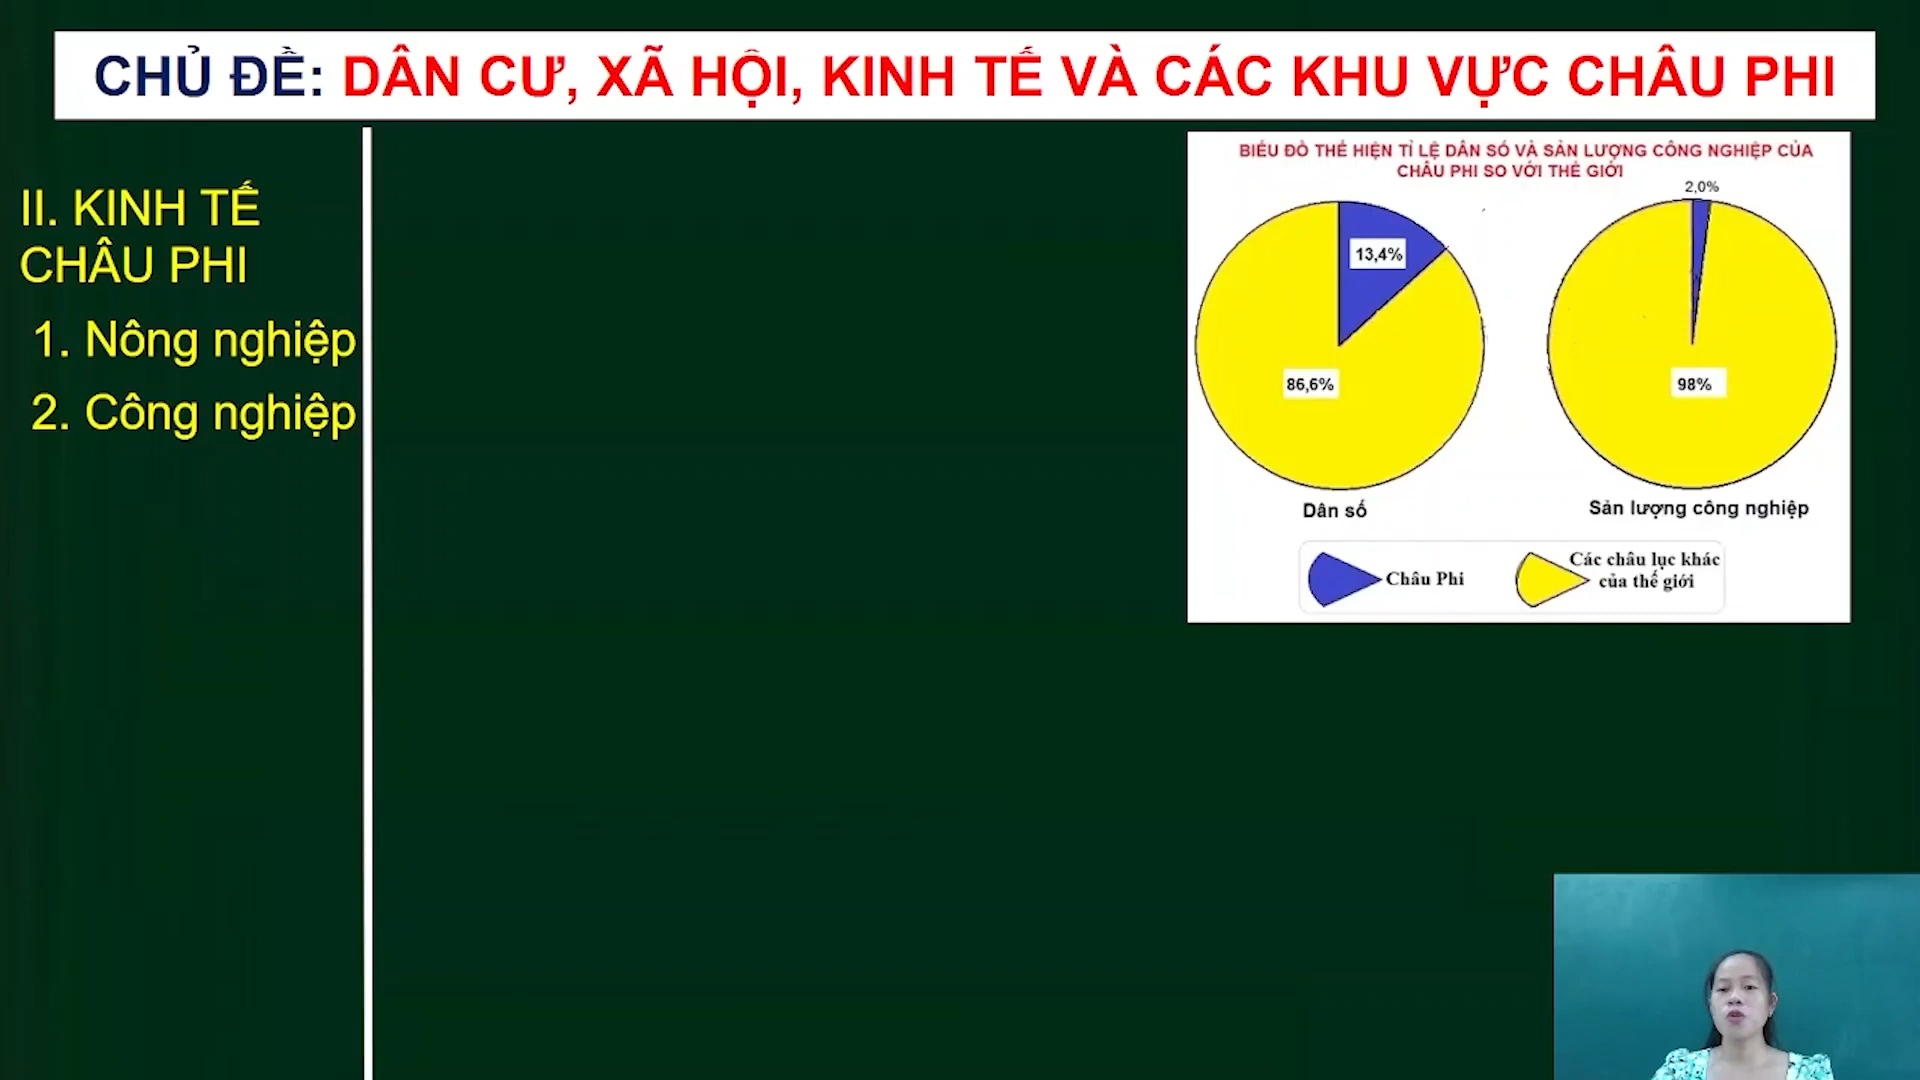 CHỦ ĐỀ: DÂN CƯ, XÃ HỘI, KINH TẾ VÀ CÁC KHU VỰC CHÂU PHI
II. KINH TẾ
CHÂU PHI
1. Nông nghiệp
2. Công nghiệp
BIỂU ĐỒ THỂ HIỆN TỈ LỆ DÂN SỐ VÀ SẢN LƯỢNG CÔNG NGHIỆP CỦA
CHÂU PHI SO VỚI THẾ GIỚI
13,4%
86,6%
Dân số
2,0%
98%
Sản lượng công nghiệp
Châu Phi
Các châu lục khác
của thế giới